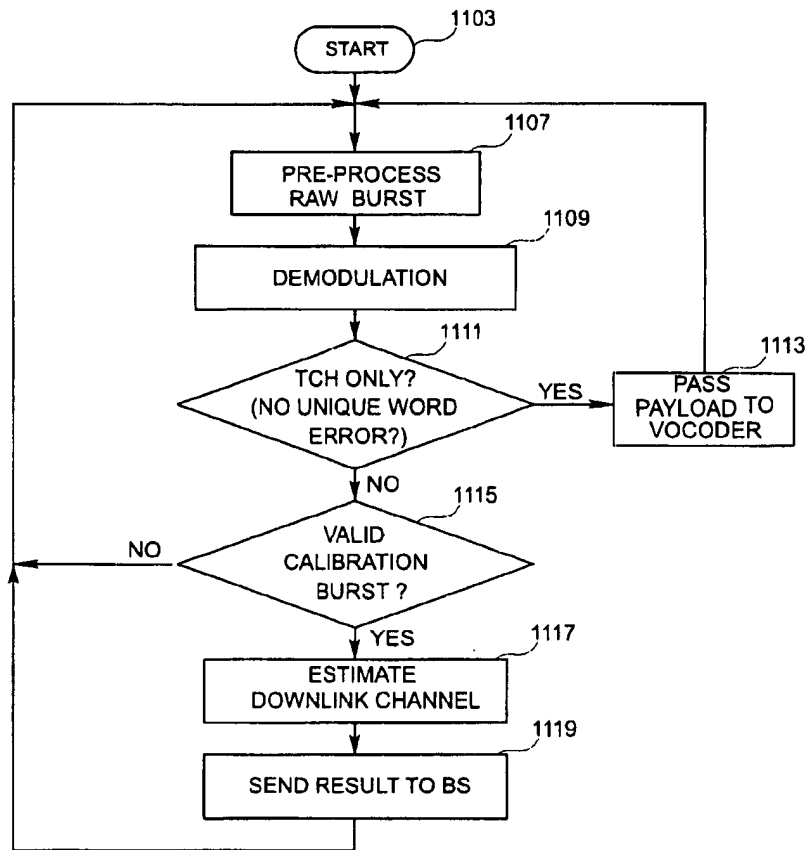 1103
START
1107
PRE-PROCESS
RAW BURST
1109
DEMODULATION
1111
TCH ONLY?
(NO UNIQUE WORD
ERROR?)
YES
1113
PASS
PAYLOAD TO
VOCODER
NO
1115
VALID
CALIBRATION
BURST ?
NO
YES
1117
ESTIMATE
DOWNLINK CHANNEL
1119
SEND RESULT TO BS